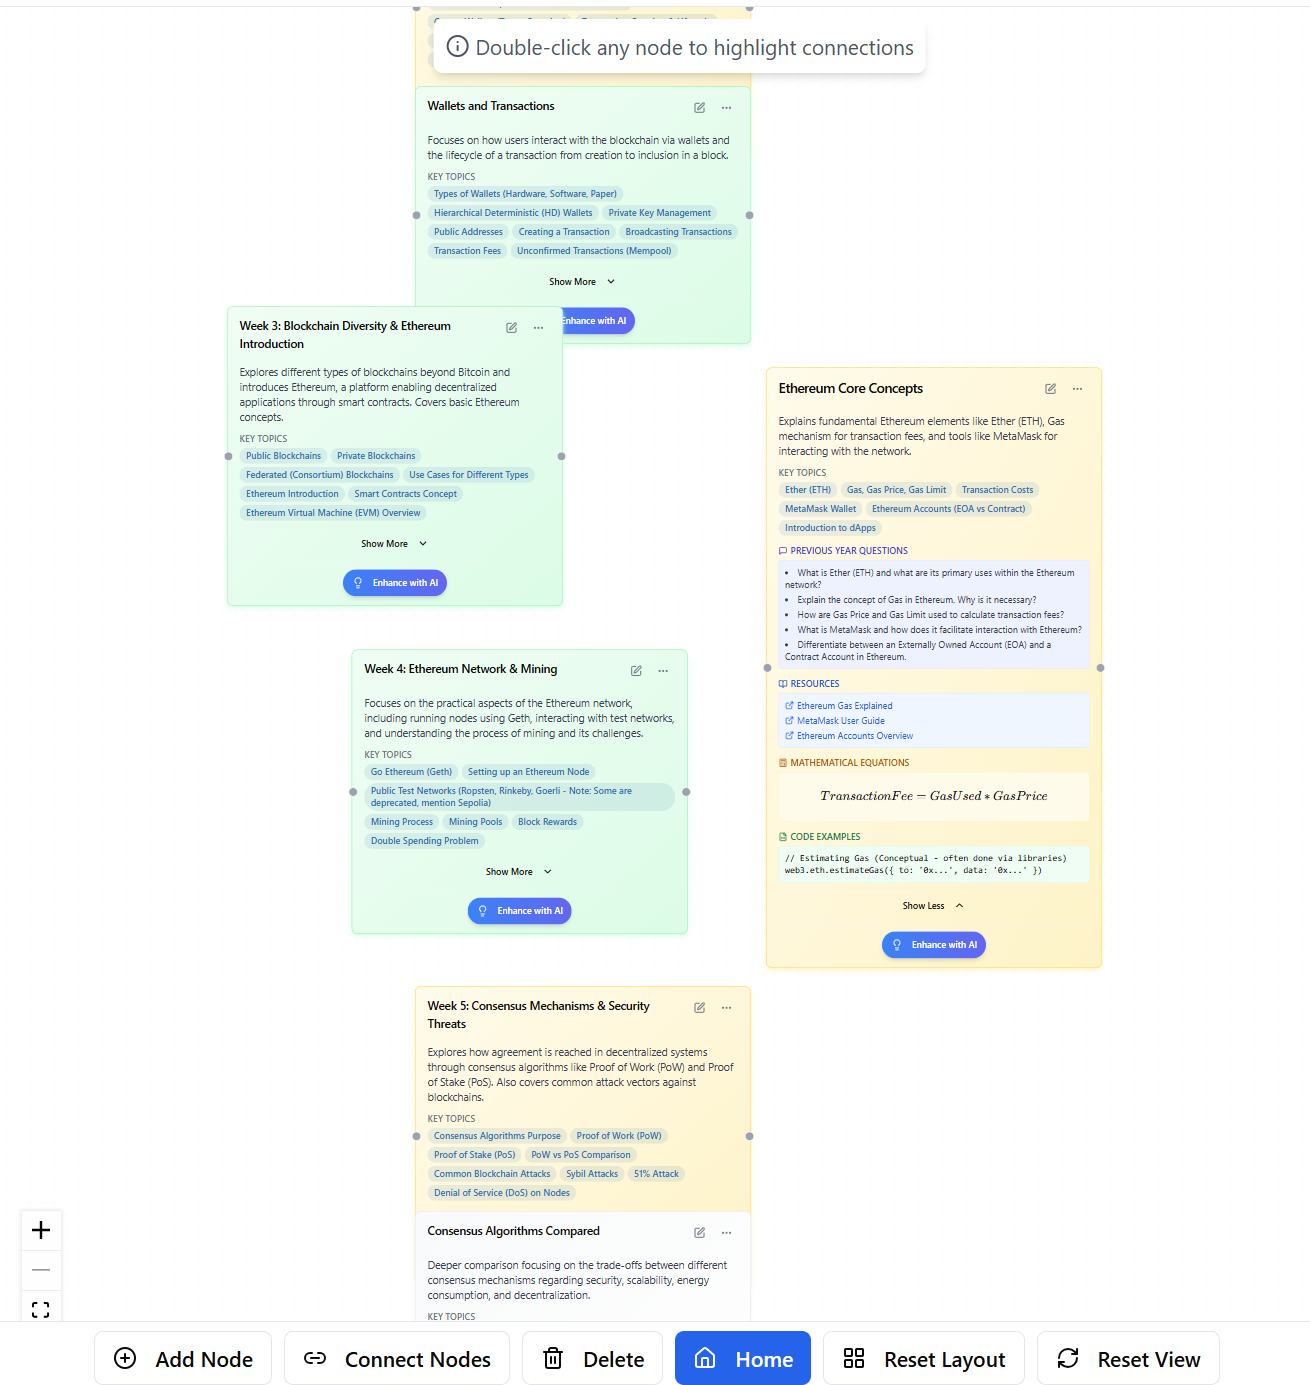 Double-click any node to highlight connections
Wallets and Transactions
Focuses on how users interact with the blockchain via wallets and
the lifecycle of a transaction from creation to inclusion in a block.
KEY TOPICS
Types of Wallets (Hardware, Software, Paper)
Hierarchical Deterministic (HD) Wallets Private Key Management
Public Addresses Creating a Transaction Broadcasting Transactions
Transaction Fees Unconfirmed Transactions (Mempool)
Show More
Enhance with AI
Week 3: Blockchain Diversity & Ethereum
Introduction
Explores different types of blockchains beyond Bitcoin and
introduces Ethereum, a platform enabling decentralized
applications through smart contracts. Covers basic Ethereum
concepts.
KEY TOPICS
Public Blockchains Private Blockchains
Federated (Consortium) Blockchains Use Cases for Different Types
Ethereum Introduction Smart Contracts Concept
Ethereum Virtual Machine (EVM) Overview
Show More
Enhance with AI
Ethereum Core Concepts
Explains fundamental Ethereum elements like Ether (ETH), Gas
mechanism for transaction fees, and tools like MetaMask for
interacting with the network.
KEY TOPICS
Ether (ETH) Gas, Gas Price, Gas Limit Transaction Costs
MetaMask Wallet Ethereum Accounts (EOA vs Contract)
Introduction to dApps
PREVIOUS YEAR QUESTIONS
• What is Ether (ETH) and what are its primary uses within the Ethereum
network?
• Explain the concept of Gas in Ethereum. Why is it necessary?
• How are Gas Price and Gas Limit used to calculate transaction fees?
• What is MetaMask and how does it facilitate interaction with Ethereum?
• Differentiate between an Externally Owned Account (EOA) and a
Contract Account in Ethereum.
RESOURCES
Ethereum Gas Explained
MetaMask User Guide
Ethereum Accounts Overview
MATHEMATICAL EQUATIONS
TransactionFee = GasUsed ∗ GasPrice
CODE EXAMPLES
// Estimating Gas (Conceptual - often done via libraries)
web3.eth.estimateGas({ to: '0x...', data: '0x...' })
Show Less
Enhance with AI
Week 4: Ethereum Network & Mining
Focuses on the practical aspects of the Ethereum network,
including running nodes using Geth, interacting with test networks,
and understanding the process of mining and its challenges.
KEY TOPICS
Go Ethereum (Geth) Setting up an Ethereum Node
Public Test Networks (Ropsten, Rinkeby, Goerli - Note: Some are
deprecated, mention Sepolia)
Mining Process Mining Pools Block Rewards
Double Spending Problem
Show More
Enhance with AI
Week 5: Consensus Mechanisms & Security
Threats
Explores how agreement is reached in decentralized systems
through consensus algorithms like Proof of Work (PoW) and Proof
of Stake (PoS). Also covers common attack vectors against
blockchains.
KEY TOPICS
Consensus Algorithms Purpose Proof of Work (PoW)
Proof of Stake (PoS) PoW vs PoS Comparison
Common Blockchain Attacks Sybil Attacks 51% Attack
Denial of Service (DoS) on Nodes
Consensus Algorithms Compared
Deeper comparison focusing on the trade-offs between different
consensus mechanisms regarding security, scalability, energy
consumption, and decentralization.
KEY TOPICS
Add Node
Connect Nodes
Delete
Home
Reset Layout
Reset View